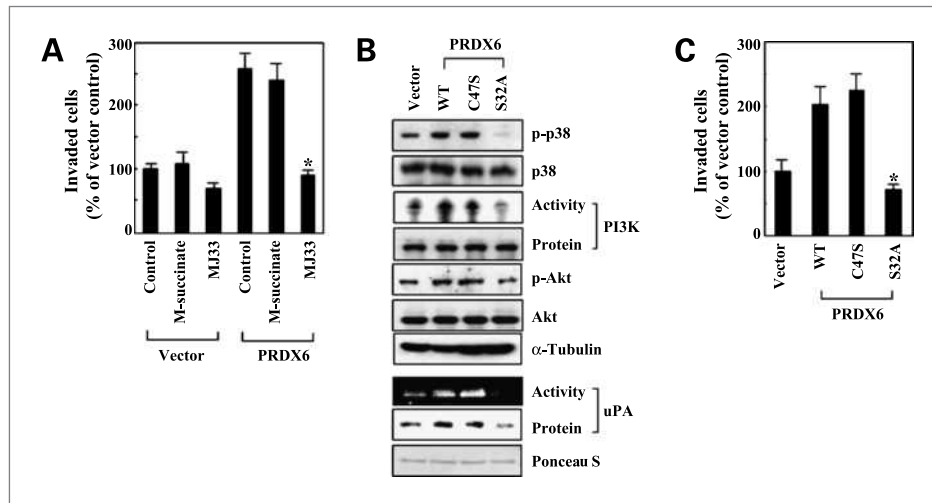 A
Invaded cells
(% of vector control)
300
200
100
0
*
Control
M-succinate
MJ33
Control
M-succinate
MJ33
Vector
PRDX6
B
PRDX6
Vector
WT
C47S
S32A
p-p38
p38
Activity
Protein
PI3K
p-Akt
Akt
α-Tubulin
Activity
Protein
uPA
Ponceau S
C
Invaded cells
(% of vector control)
300
200
100
0
*
Vector
WT
C47S
S32A
PRDX6